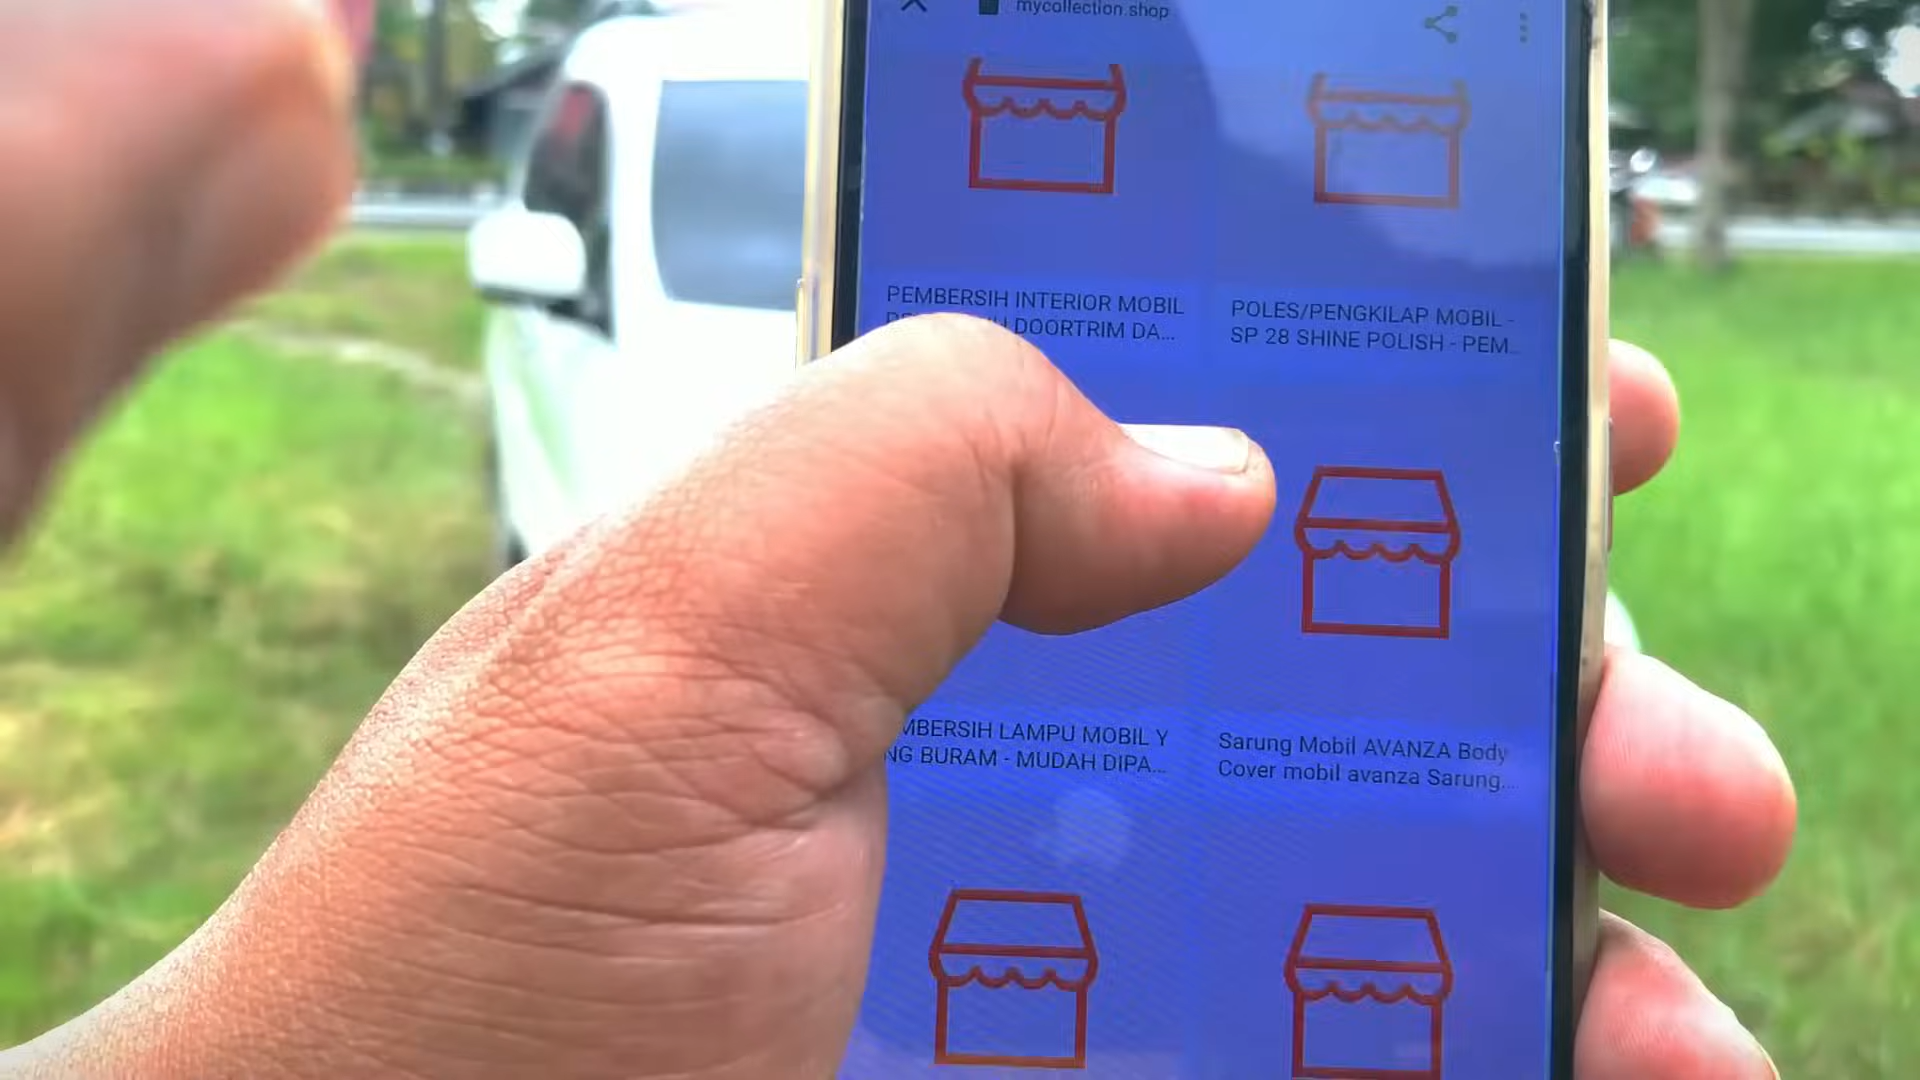 mycollection.shop
PEMBERSIH INTERIOR MOBIL
DOORTRIM DA...
POLES/PENGKILAP MOBIL -
SP 28 SHINE POLISH - PEM...
MBERSIH LAMPU MOBIL Y
NG BURAM - MUDAH DIPA...
Sarung Mobil AVANZA Body
Cover mobil avanza Sarung...